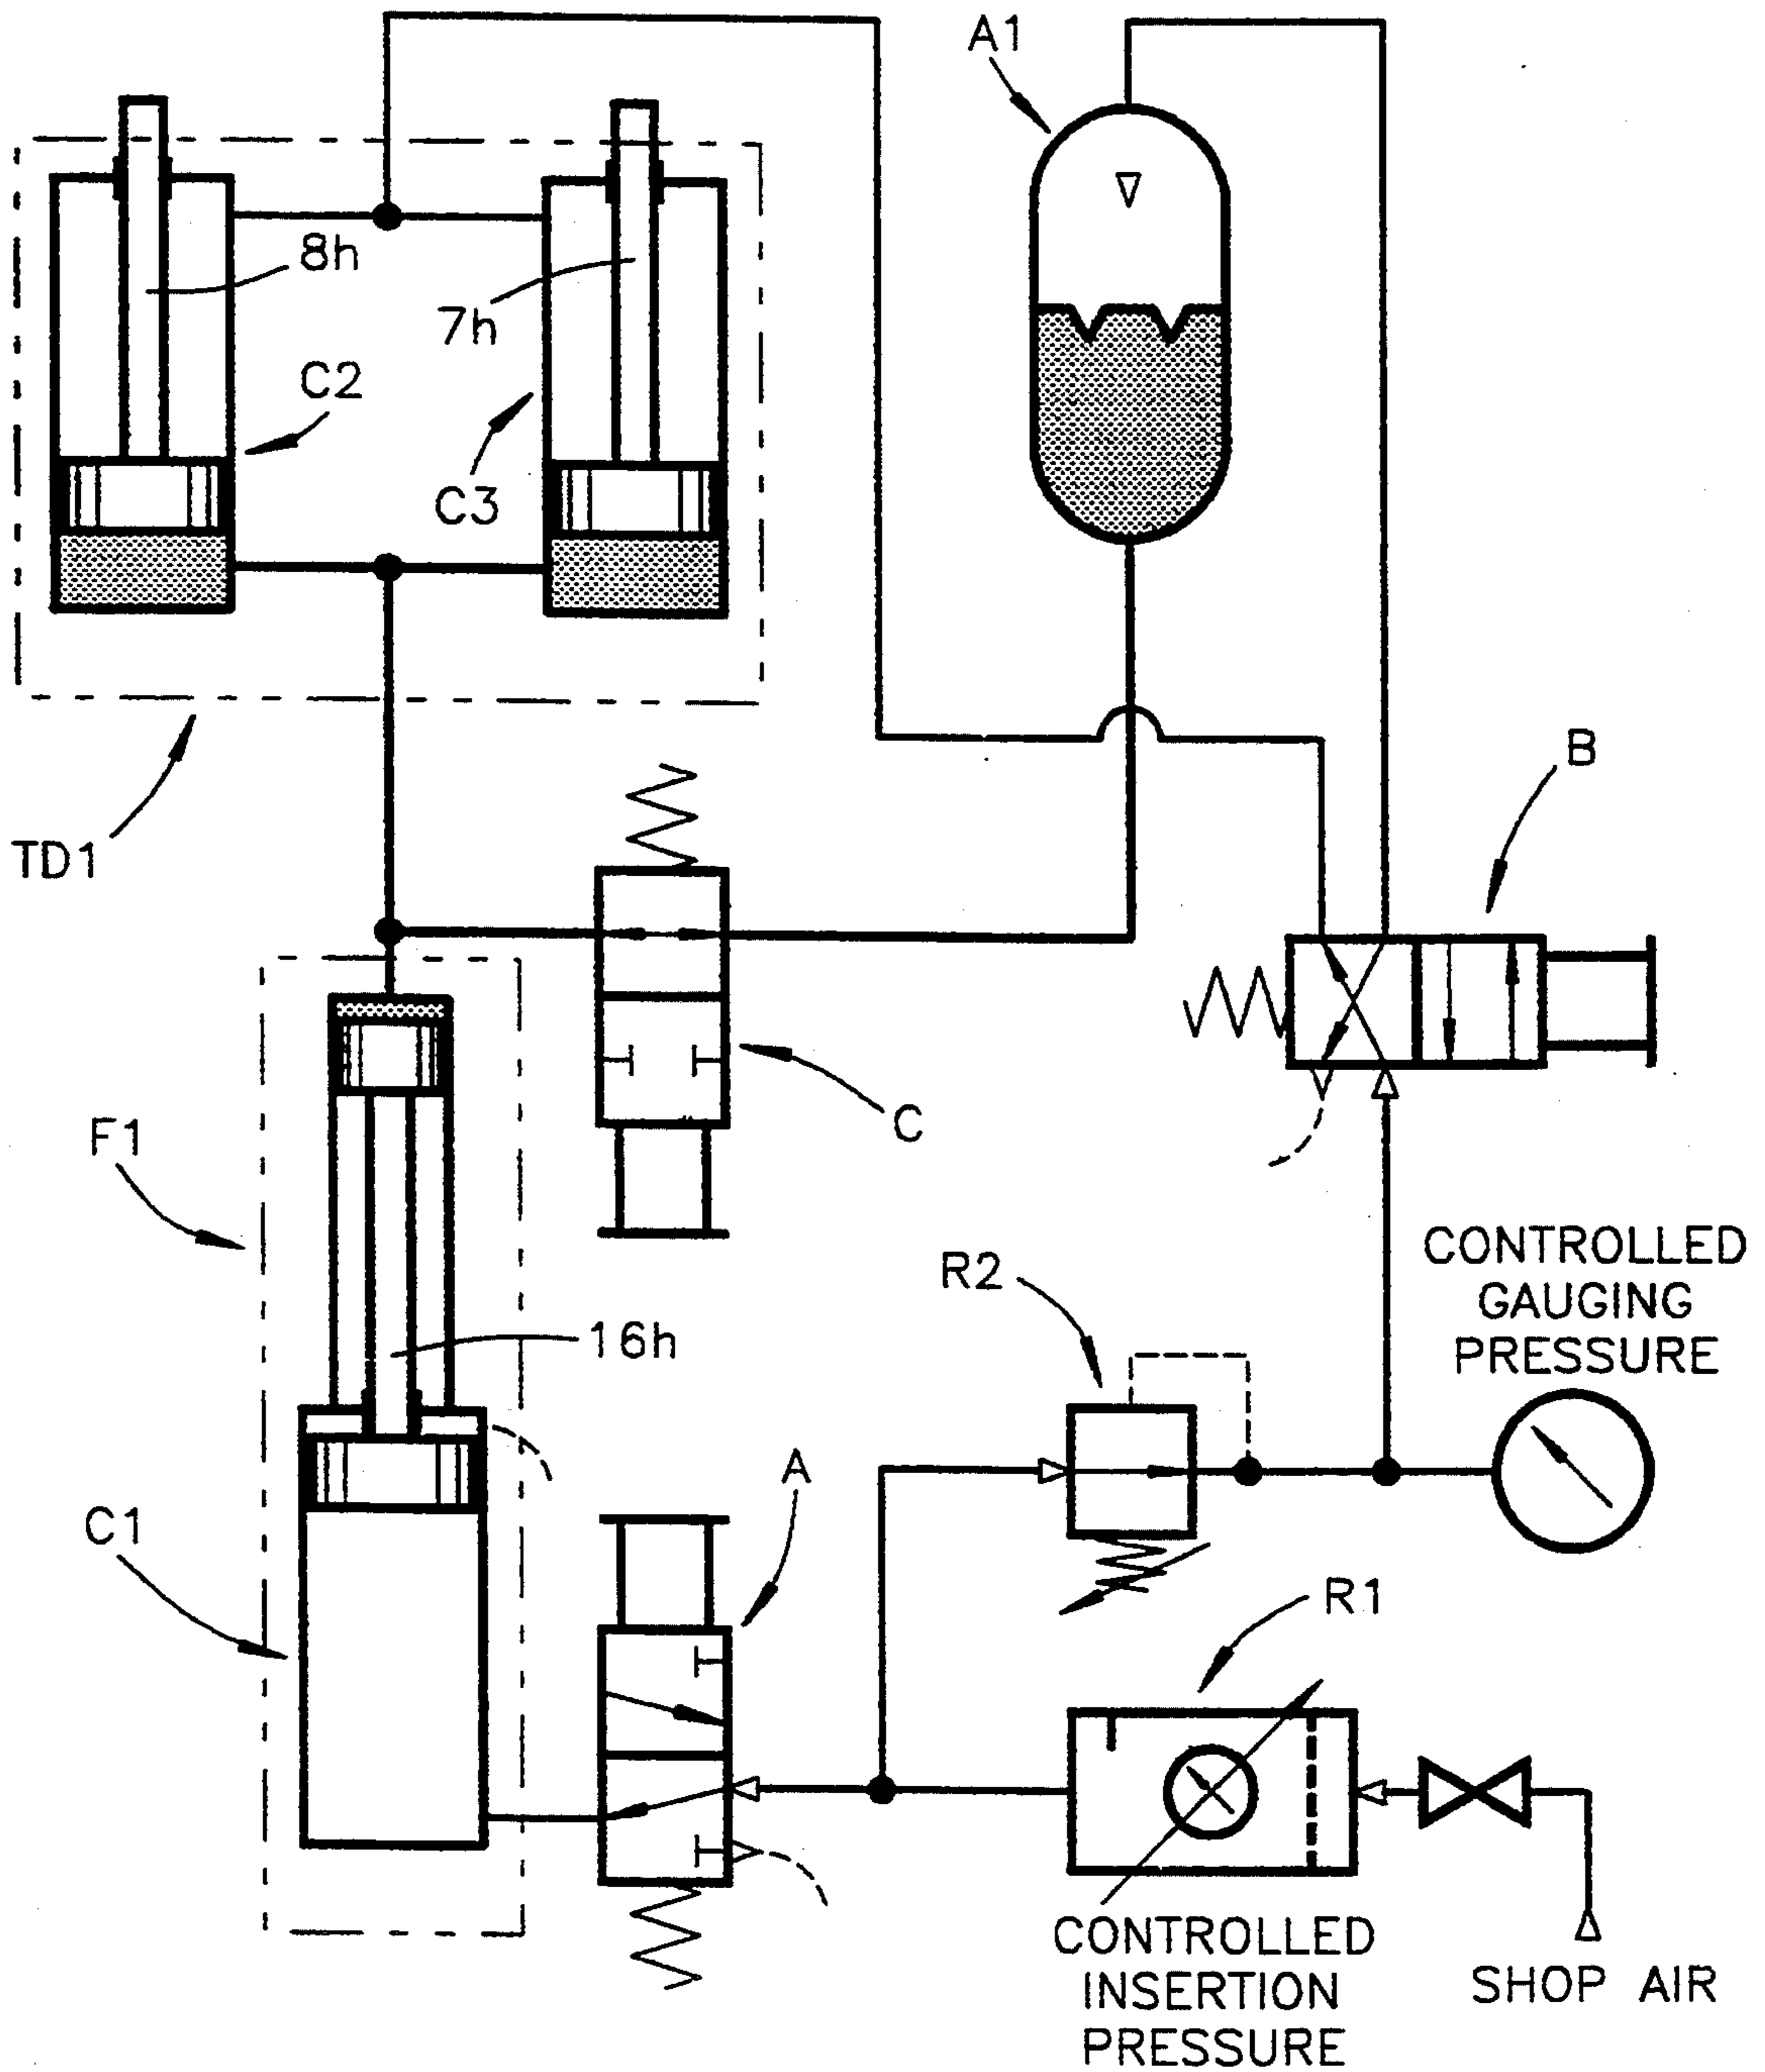 A1
8h
7h
C2
C3
B
TD1
C
F1
CONTROLLED
GAUGING
PRESSURE
R2
16h
A
C1
R1
CONTROLLED
INSERTION
PRESSURE
SHOP AIR